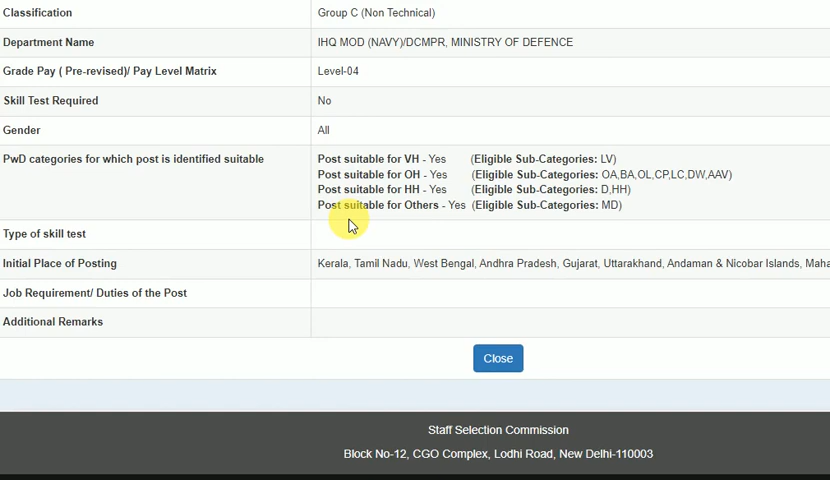 Classification Group C (Non Technical)
Department Name IHQ MOD (NAVY)/DCMPR, MINISTRY OF DEFENCE
Grade Pay ( Pre-revised)/ Pay Level Matrix Level-04
Skill Test Required No
Gender All
PwD categories for which post is identified suitable Post suitable for VH - Yes (Eligible Sub-Categories: LV)
Post suitable for OH - Yes (Eligible Sub-Categories: OA,BA,OL,CP,LC,DW,AAV)
Post suitable for HH - Yes (Eligible Sub-Categories: D,HH)
Post suitable for Others - Yes (Eligible Sub-Categories: MD)
Type of skill test
Initial Place of Posting Kerala, Tamil Nadu, West Bengal, Andhra Pradesh, Gujarat, Uttarakhand, Andaman & Nicobar Islands, Maha
Job Requirement/ Duties of the Post
Additional Remarks
Close
Staff Selection Commission
Block No-12, CGO Complex, Lodhi Road, New Delhi-110003